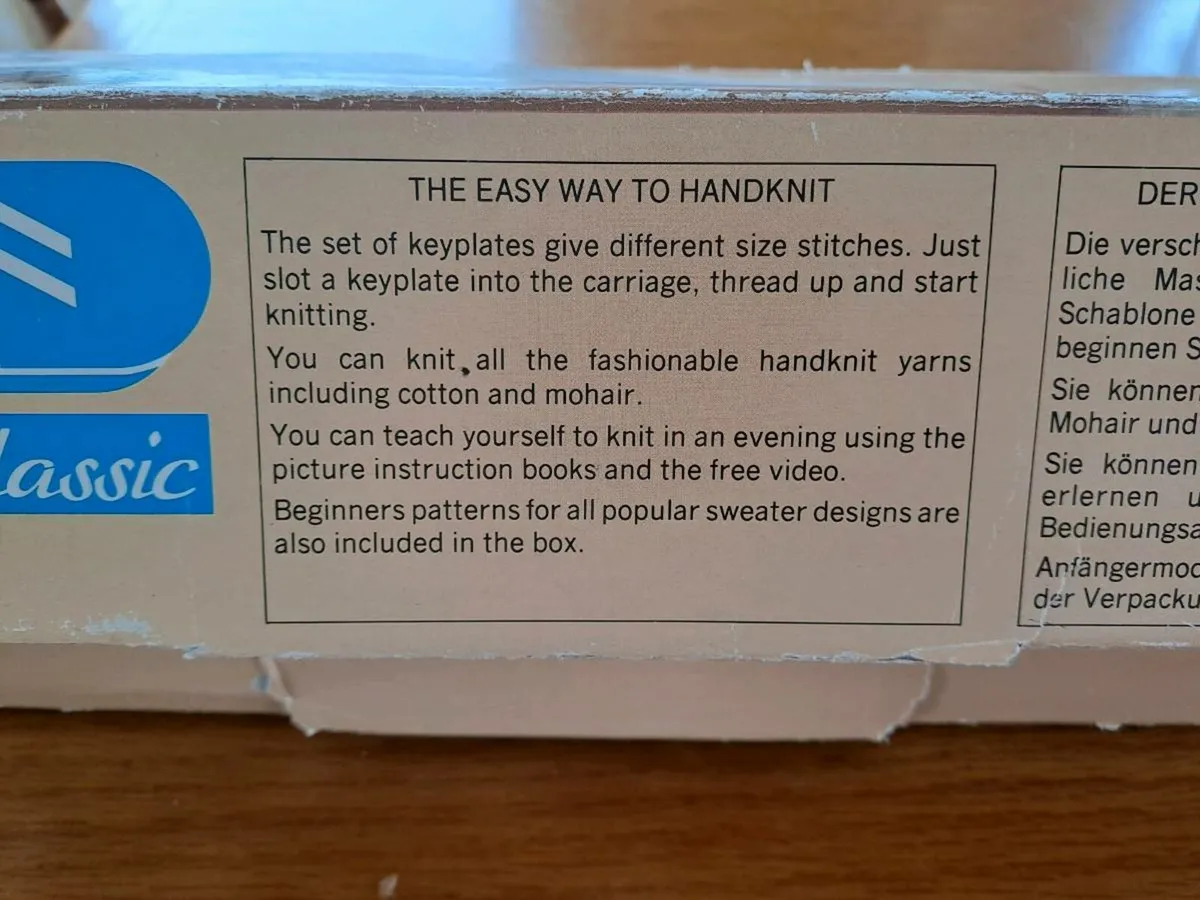 THE EASY WAY TO HANDKNIT
The set of keyplates give different size stitches. Just
slot a keyplate into the carriage, thread up and start
knitting.
You can knit all the fashionable handknit yarns
including cotton and mohair.
You can teach yourself to knit in an evening using the
picture instruction books and the free video.
Beginners patterns for all popular sweater designs are
also included in the box.
lassic
DER
Die versch
liche Mas
Schablone
beginnen S
Sie können
Mohair und
Sie können
erlernen u
Bedienungsa
Anfängermod
der Verpacku